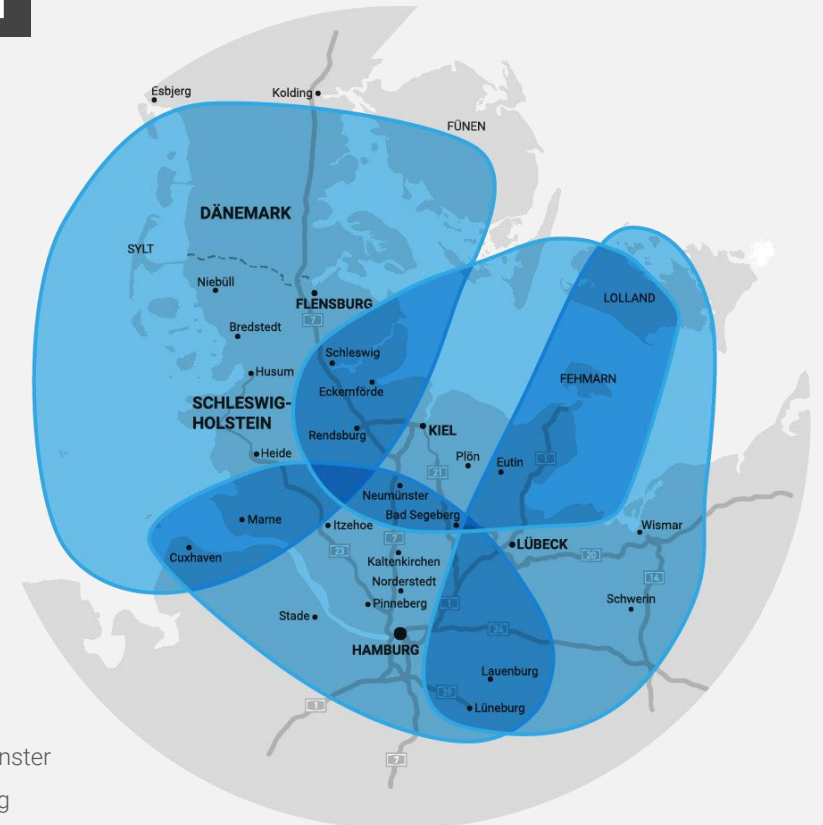 Esbjerg
Kolding
FÜNEN
DÄNEMARK
SYLT
Niebüll
FLENSBURG
7
LOLLAND
Bredstedt
Schleswig
Husum
Eckernförde
FEHMARN
SCHLESWIG-
HOLSTEIN
Rendsburg
KIEL
Heide
Plön
Eutin
1
21
Neumünster
Marne
Itzehoe
Bad Segeberg
Wismar
7
LÜBECK
23
20
Cuxhaven
Kaltenkirchen
14
Norderstedt
Pinneberg
1
Schwerin
Stade
24
HAMBURG
Lauenburg
39
Lüneburg
1
7
nster
g